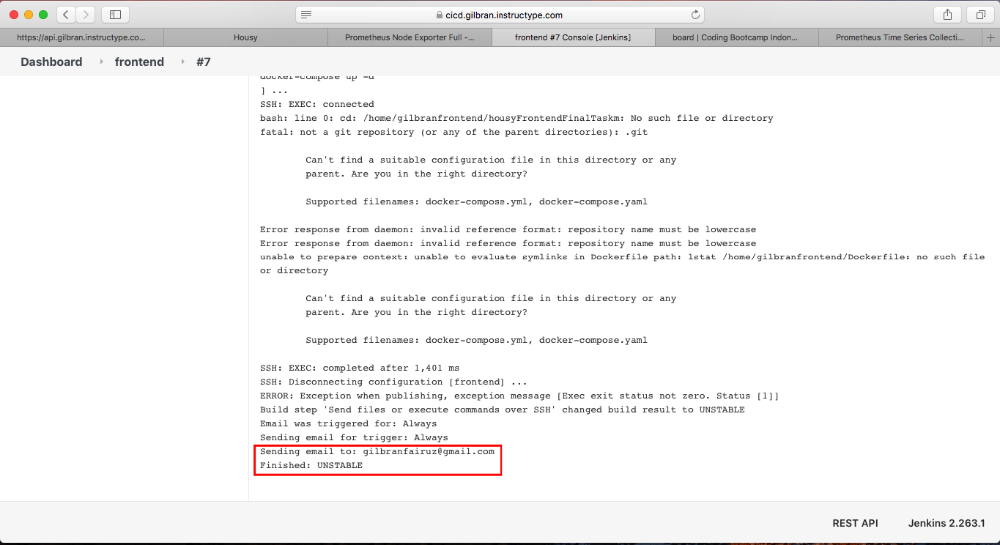 cicd.gilbran.instructype.com
https://api.gilbran.instructype.co...
Housy
Prometheus Node Exporter Full -...
frontend #7 Console [Jenkins]
board | Coding Bootcamp Indon...
Prometheus Time Series Collecti...
Dashboard frontend #7
docker-compose up -d
] ...
SSH: EXEC: connected
bash: line 0: cd: /home/gilbranfrontend/housyFrontendFinalTaskm: No such file or directory
fatal: not a git repository (or any of the parent directories): .git
Can't find a suitable configuration file in this directory or any
parent. Are you in the right directory?
Supported filenames: docker-compose.yml, docker-compose.yaml
Error response from daemon: invalid reference format: repository name must be lowercase
Error response from daemon: invalid reference format: repository name must be lowercase
unable to prepare context: unable to evaluate symlinks in Dockerfile path: lstat /home/gilbranfrontend/Dockerfile: no such file
or directory
Can't find a suitable configuration file in this directory or any
parent. Are you in the right directory?
Supported filenames: docker-compose.yml, docker-compose.yaml
SSH: EXEC: completed after 1,401 ms
SSH: Disconnecting configuration [frontend] ...
ERROR: Exception when publishing, exception message [Exec exit status not zero. Status [1]]
Build step 'Send files or execute commands over SSH' changed build result to UNSTABLE
Email was triggered for: Always
Sending email for trigger: Always
Sending email to: gilbranfairuz@gmail.com
Finished: UNSTABLE
REST API Jenkins 2.263.1